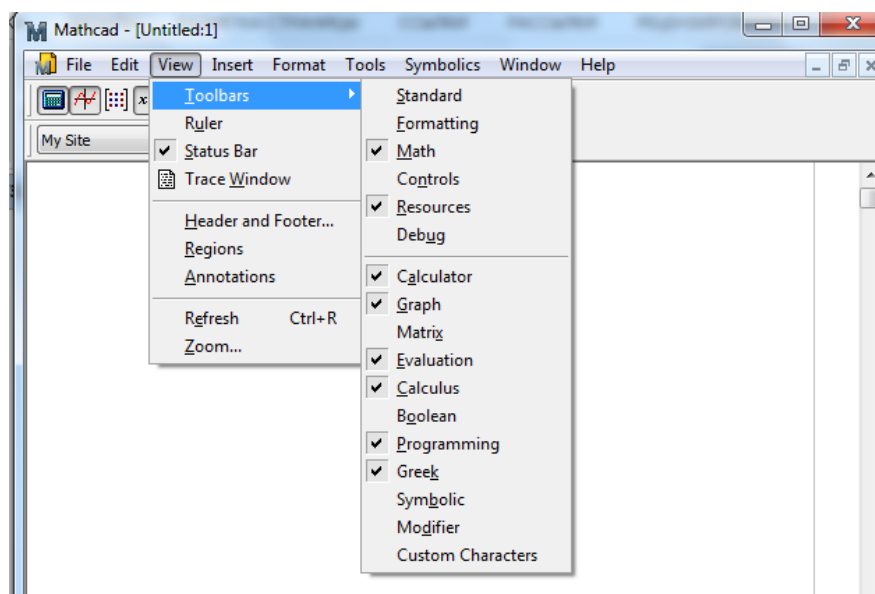 Mathcad - [Untitled:1]
File Edit View Insert Format Tools Symbolics Window Help
My Site
Toolbars
Ruler
Status Bar
Trace Window
Header and Footer...
Regions
Annotations
Refresh Ctrl+R
Zoom...
Standard
Formatting
Math
Controls
Resources
Debug
Calculator
Graph
Matrix
Evaluation
Calculus
Boolean
Programming
Greek
Symbolic
Modifier
Custom Characters